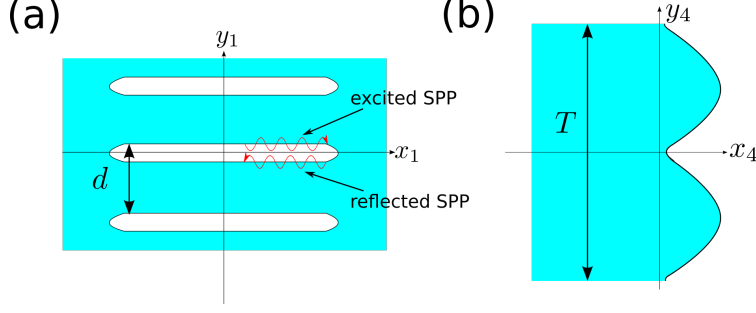 (a)
y₁
excited SPP
x₁
d
reflected SPP
(b)
y₄
T
x₄